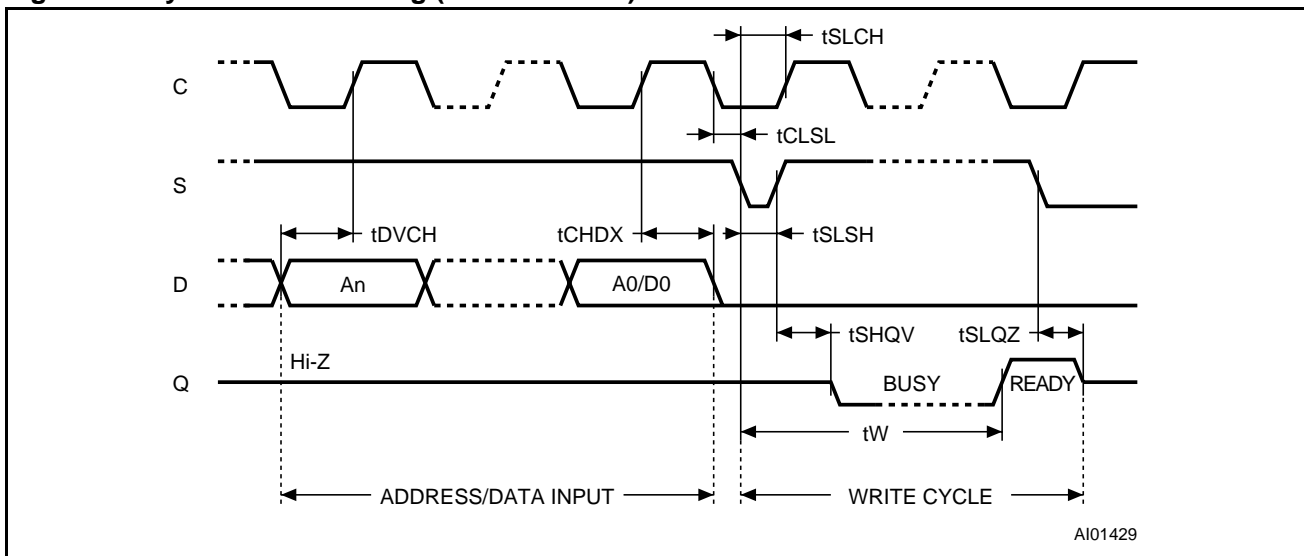 tSLCH
C
tCLSL
S
tDVCH
tCHDX
tSLSH
D
An
A0/D0
tSHQV
tSLQZ
Hi-Z
Q
BUSY
READY
tW
ADDRESS/DATA INPUT
WRITE CYCLE
AI01429